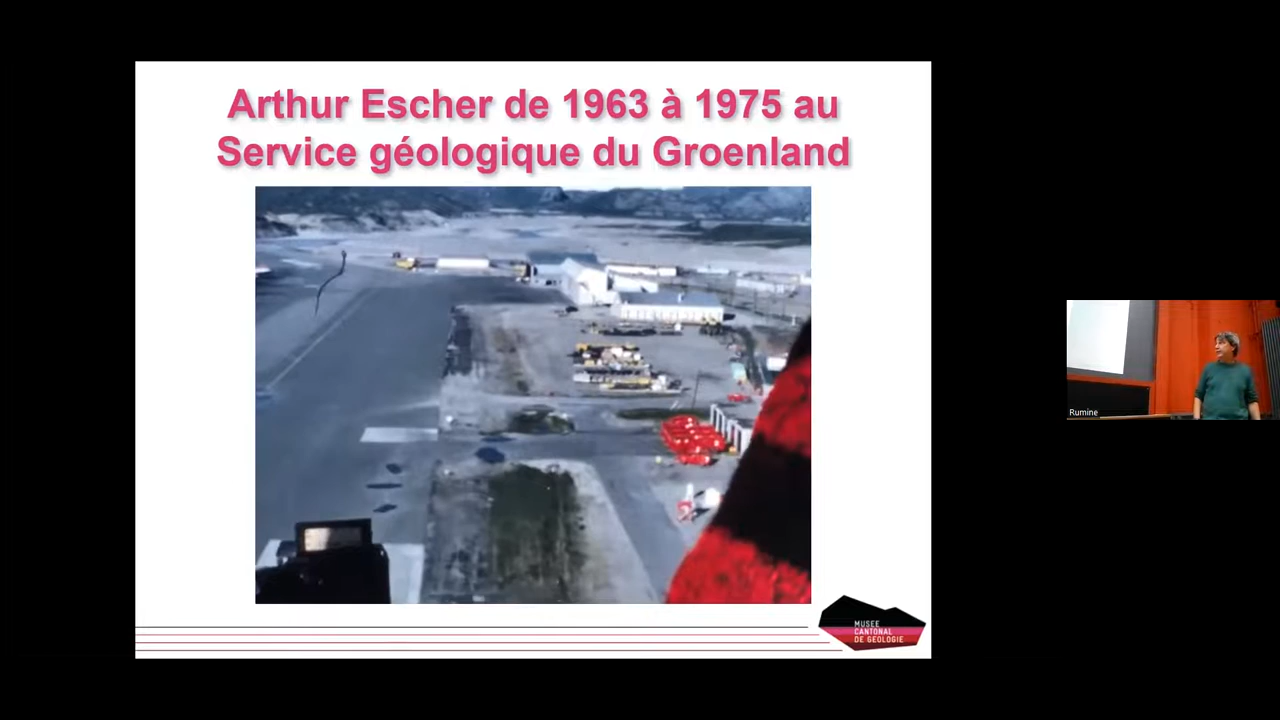 Arthur Escher de 1963 à 1975 au
Service géologique du Groenland
MUSEE
CANTONAL
DE GEOLOGIE
Rumine